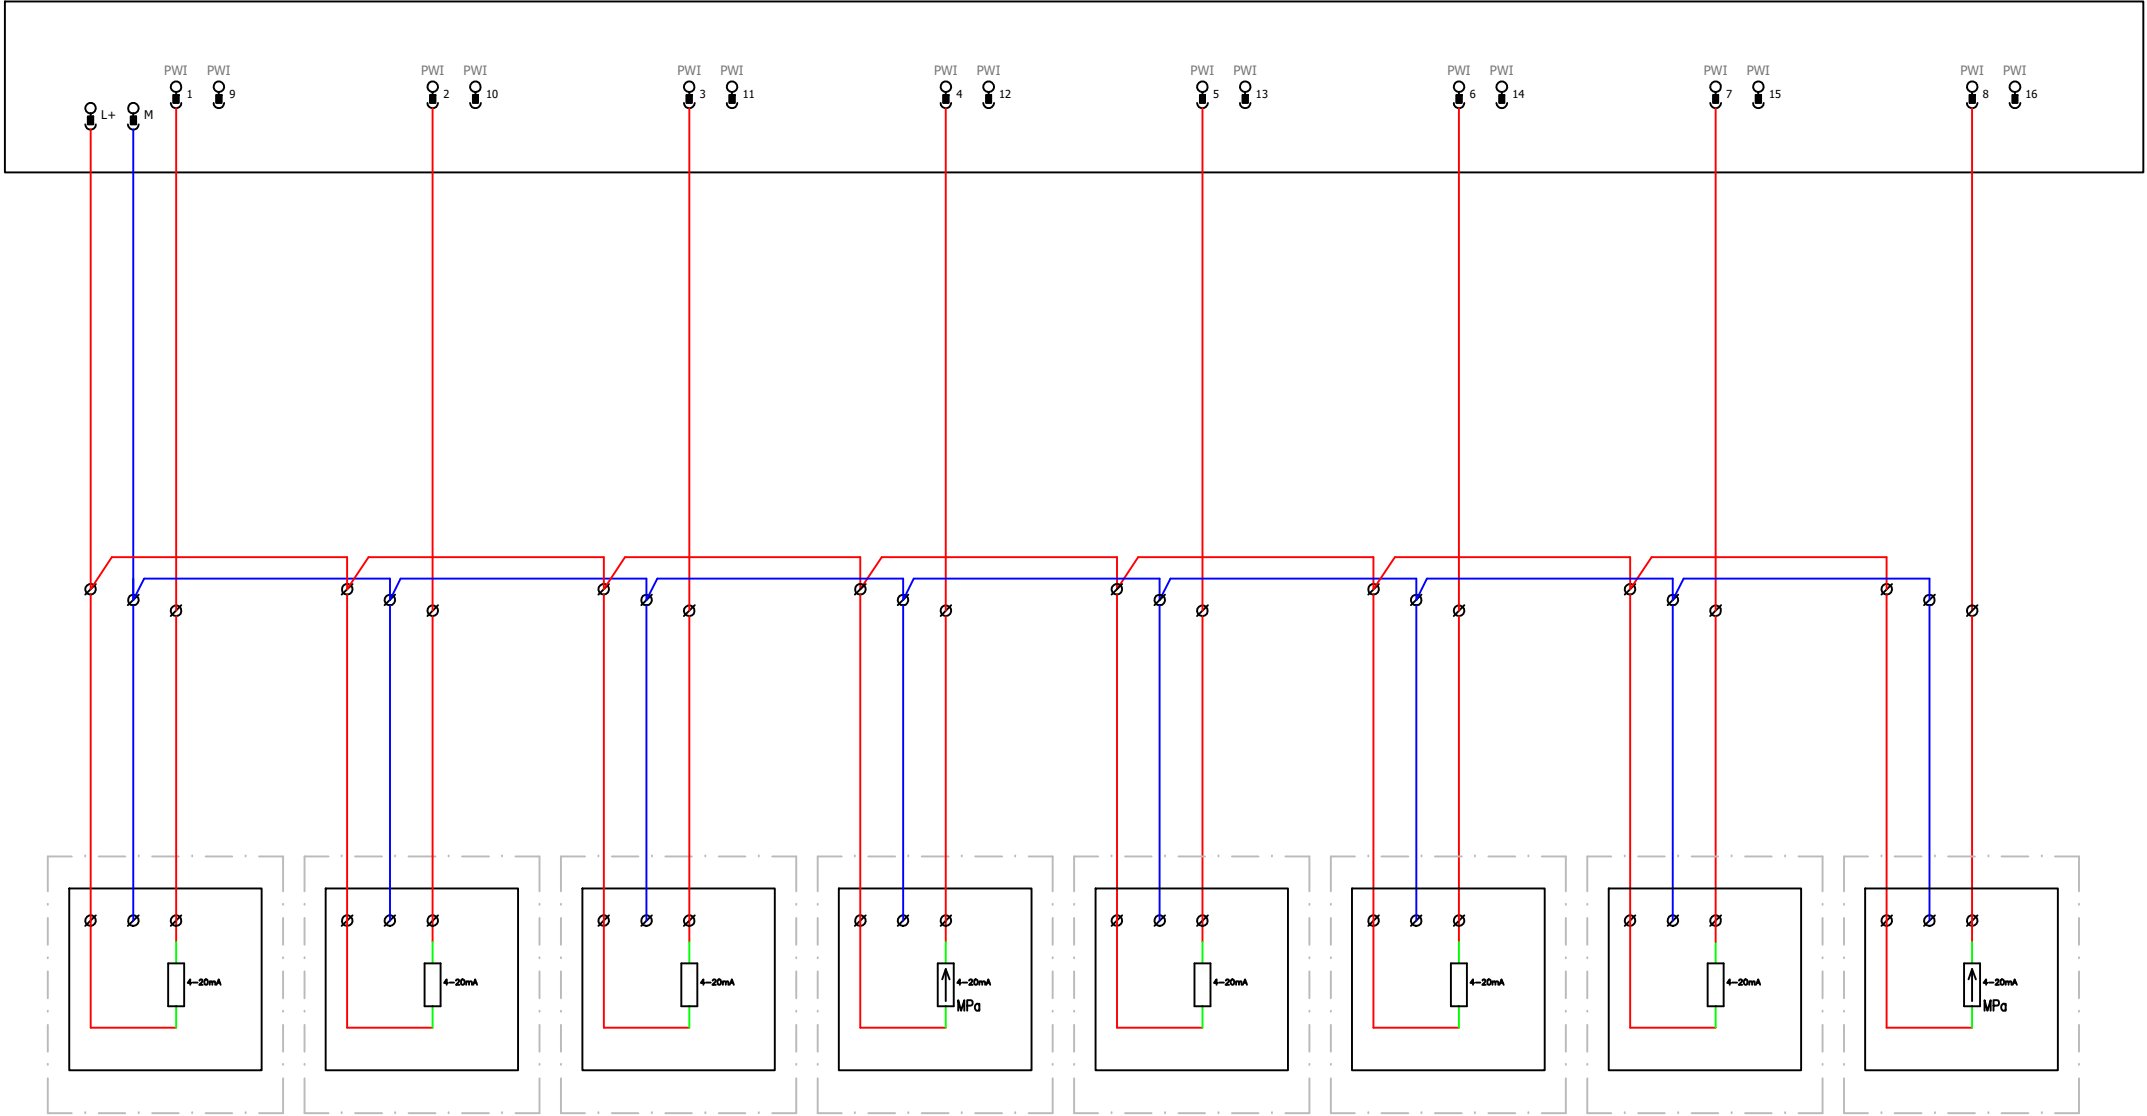 PWI PWI PWI PWI PWI PWI PWI PWI PWI PWI PWI PWI PWI PWI PWI PWI
1 9 2 10 3 11 4 12 5 13 6 14 7 15 8 16
L+ M
4-20mA 4-20mA 4-20mA 4-20mA 4-20mA 4-20mA 4-20mA 4-20mA
MPa MPa